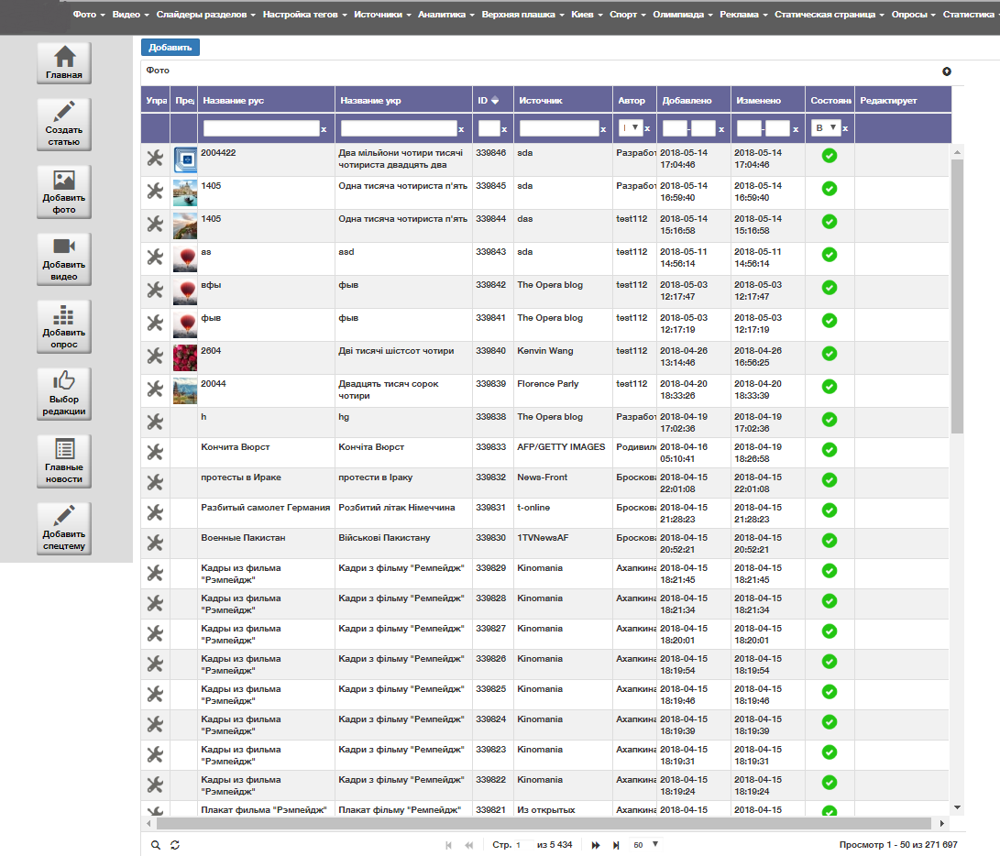 Фото Видео Слайдеры разделов Настройка тегов Источники Аналитика Верхняя плашка Киев Спорт Олимпиада Реклама Статическая страница Опросы Статистика
Главная
Создать
статью
Добавить
фото
Добавить
видео
Добавить
опрос
Выбор
редакции
Главные
новости
Добавить
спецтему
Добавить
Фото
Упра Пред Название рус Название укр ID Источник Автор Добавлено Изменено Состояни Редактирует
x x x x x - x - x В x
2004422 Два мільйони чотири тисячі 339846 sda Разработ 2018-05-14 2018-05-14
чотириста двадцять два 17:04:46 17:04:46
1405 Одна тисяча чотириста п'ять 339845 sda Разработ 2018-05-14 2018-05-14
16:59:40 16:59:40
1405 Одна тисяча чотириста п'ять 339844 das test112 2018-05-14 2018-05-14
15:16:58 15:16:58
as asd 339843 sda test112 2018-05-11 2018-05-11
14:56:14 14:56:14
вфы фыв 339842 The Opera blog test112 2018-05-03 2018-05-03
12:17:47 12:17:47
фыв фыв 339841 The Opera blog test112 2018-05-03 2018-05-03
12:17:19 12:17:19
2604 Дві тисячі шістсот чотири 339840 Kenvin Wang test112 2018-04-26 2018-04-26
13:14:46 16:56:25
20044 Двадцять тисяч сорок 339839 Florence Parly test112 2018-04-20 2018-04-20
чотири 18:33:26 18:33:39
h hg 339838 The Opera blog Разработ 2018-04-19 2018-04-19
17:02:36 17:02:36
Кончита Вюрст Кончіта Вюрст 339833 AFP/GETTY IMAGES Родивило 2018-04-16 2018-04-19
05:10:41 18:26:58
протесты в Ираке протести в Іраку 339832 News-Front Броскова 2018-04-15 2018-04-15
22:01:08 22:01:08
Разбитый самолет Германия Розбитий літак Німеччина 339831 t-online Броскова 2018-04-15 2018-04-15
21:28:23 21:28:23
Военные Пакистан Військові Пакистану 339830 1TVNewsAF Броскова 2018-04-15 2018-04-15
20:52:21 20:52:21
Кадры из фильма Кадри з фільму "Ремпейдж" 339829 Kinomania Ахапкина 2018-04-15 2018-04-15
"Рэмпейдж" 18:21:45 18:21:45
Кадры из фильма Кадри з фільму "Ремпейдж" 339828 Kinomania Ахапкина 2018-04-15 2018-04-15
"Рэмпейдж" 18:21:34 18:21:34
Кадры из фильма Кадри з фільму "Ремпейдж" 339827 Kinomania Ахапкина 2018-04-15 2018-04-15
"Рэмпейдж" 18:20:01 18:20:01
Кадры из фильма Кадри з фільму "Ремпейдж" 339826 Kinomania Ахапкина 2018-04-15 2018-04-15
"Рэмпейдж" 18:19:54 18:19:54
Кадры из фильма Кадри з фільму "Ремпейдж" 339825 Kinomania Ахапкина 2018-04-15 2018-04-15
"Рэмпейдж" 18:19:46 18:19:46
Кадры из фильма Кадри з фільму "Ремпейдж" 339824 Kinomania Ахапкина 2018-04-15 2018-04-15
"Рэмпейдж" 18:19:39 18:19:39
Кадры из фильма Кадри з фільму "Ремпейдж" 339823 Kinomania Ахапкина 2018-04-15 2018-04-15
"Рэмпейдж" 18:19:31 18:19:31
Кадры из фильма Кадри з фільму "Ремпейдж" 339822 Kinomania Ахапкина 2018-04-15 2018-04-15
"Рэмпейдж" 18:19:24 18:19:24
Плакат фильма "Рэмпейдж" Плакат фільму "Ремпейдж" 339821 Из открытых Ахапкина 2018-04-15 2018-04-15
Стр. 1 из 5 434 50 Просмотр 1 - 50 из 271 697